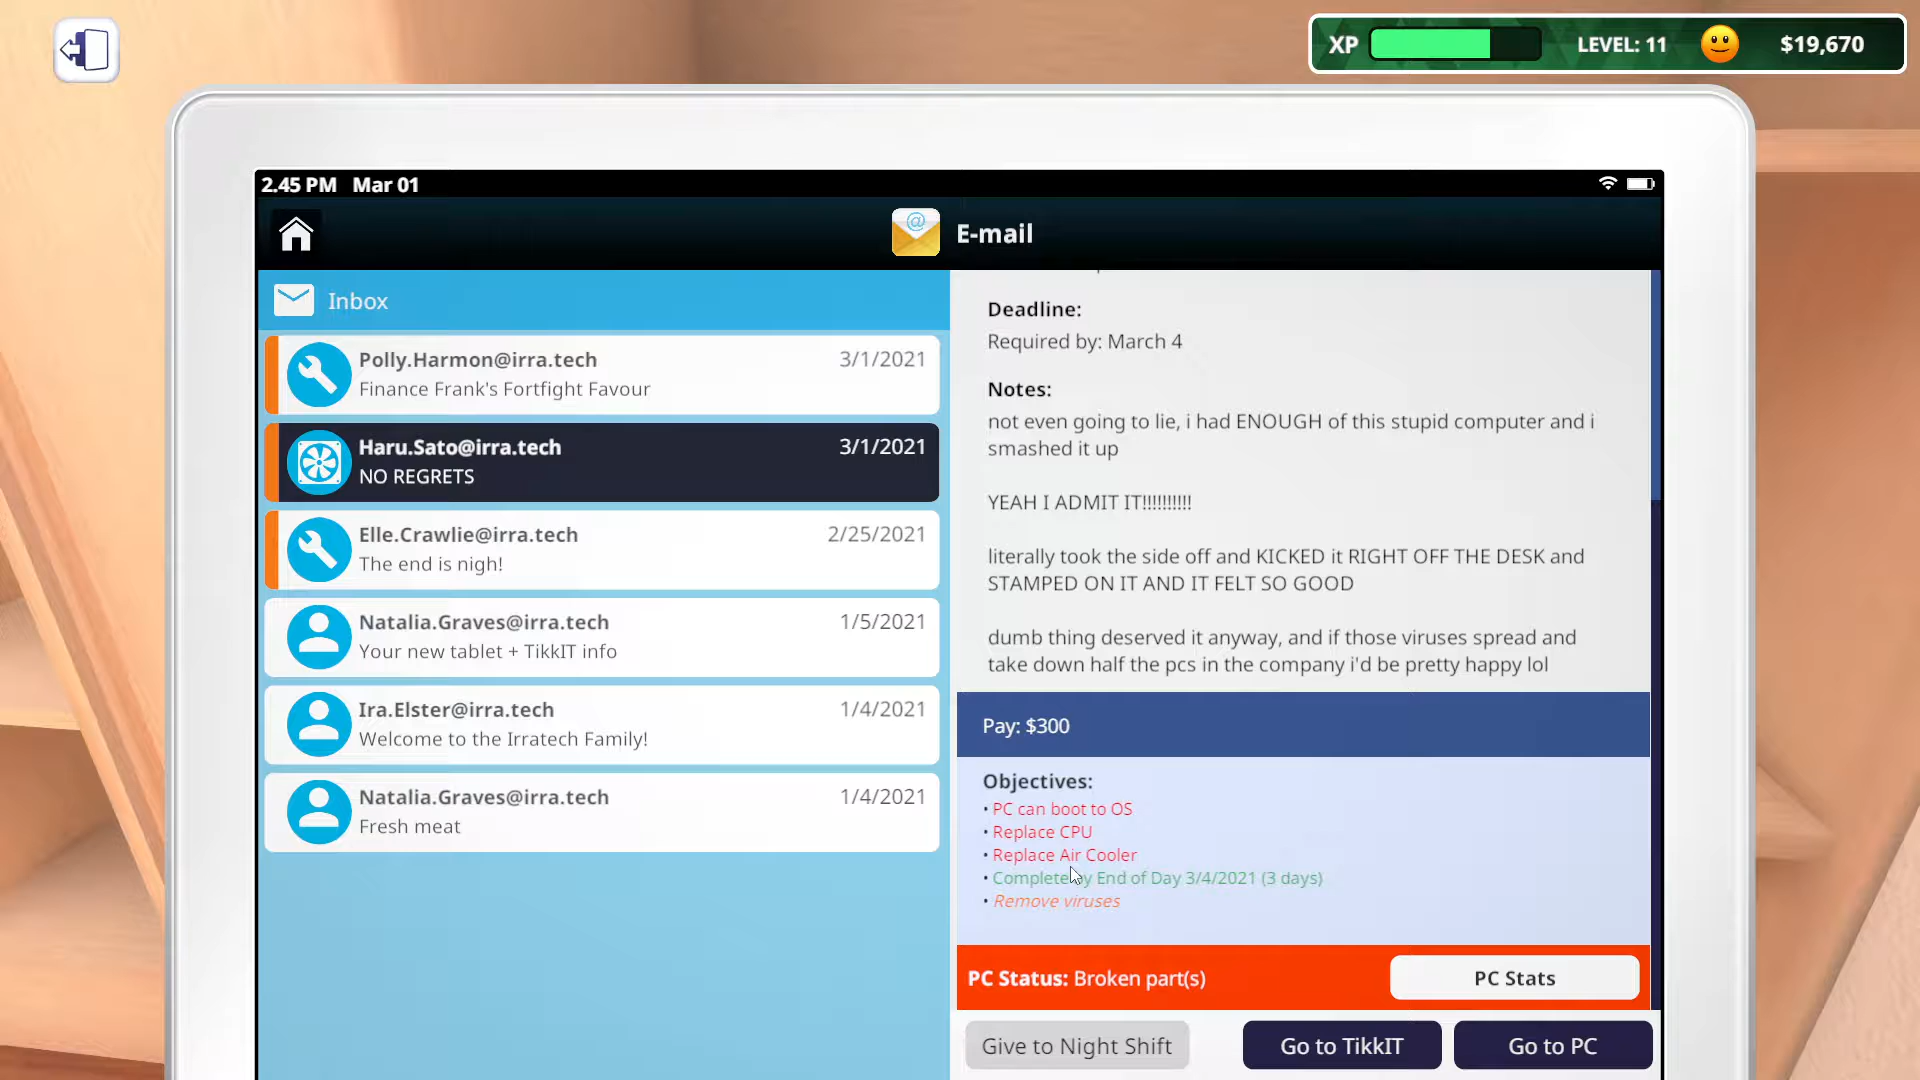 XP
LEVEL: 11
$19,670
2.45 PM Mar 01
E-mail
Inbox
Polly.Harmon@irra.tech 3/1/2021
Finance Frank's Fortfight Favour
Haru.Sato@irra.tech 3/1/2021
NO REGRETS
Elle.Crawlie@irra.tech 2/25/2021
The end is nigh!
Natalia.Graves@irra.tech 1/5/2021
Your new tablet + TikkIT info
Ira.Elster@irra.tech 1/4/2021
Welcome to the Irratech Family!
Natalia.Graves@irra.tech 1/4/2021
Fresh meat
Deadline:
Required by: March 4
Notes:
not even going to lie, i had ENOUGH of this stupid computer and i
smashed it up
YEAH I ADMIT IT!!!!!!!!!!
literally took the side off and KICKED it RIGHT OFF THE DESK and
STAMPED ON IT AND IT FELT SO GOOD
dumb thing deserved it anyway, and if those viruses spread and
take down half the pcs in the company i'd be pretty happy lol
Pay: $300
Objectives:
• PC can boot to OS
• Replace CPU
• Replace Air Cooler
• Complete by End of Day 3/4/2021 (3 days)
• Remove viruses
PC Status: Broken part(s)
PC Stats
Give to Night Shift
Go to TikkIT
Go to PC